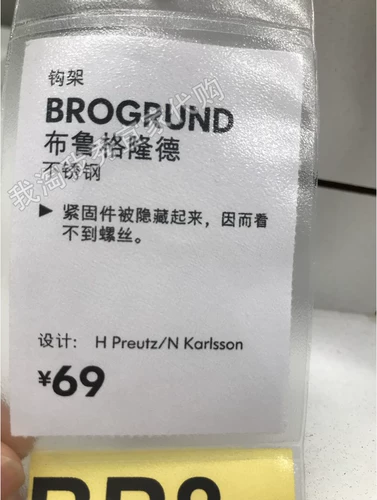 钩架
BROGRUND
布鲁格隆德
不锈钢
▶ 紧固件被隐藏起来，因而看
不到螺丝。
设计: H Preutz/N Karlsson
¥69